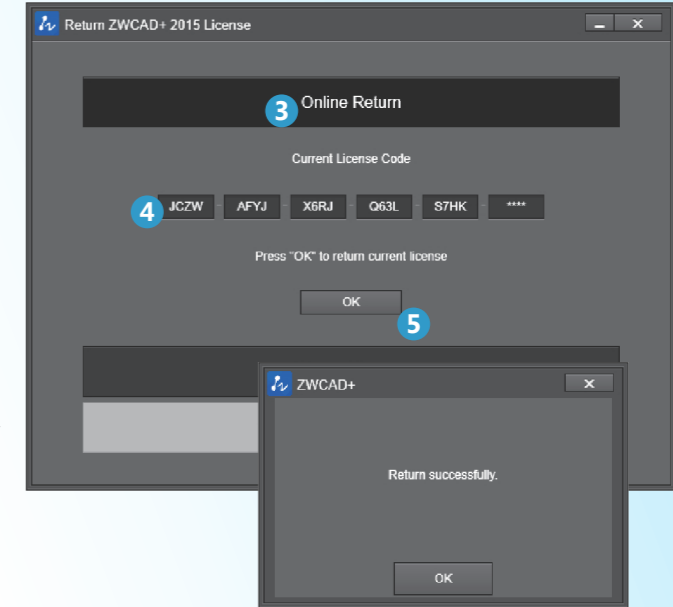 Return ZWCAD+ 2015 License
3 Online Return
Current License Code
4 JCZW - AFYJ - X6RJ - Q63L - S7HK - ****
Press "OK" to return current license
OK
5
ZWCAD+
Return successfully.
OK